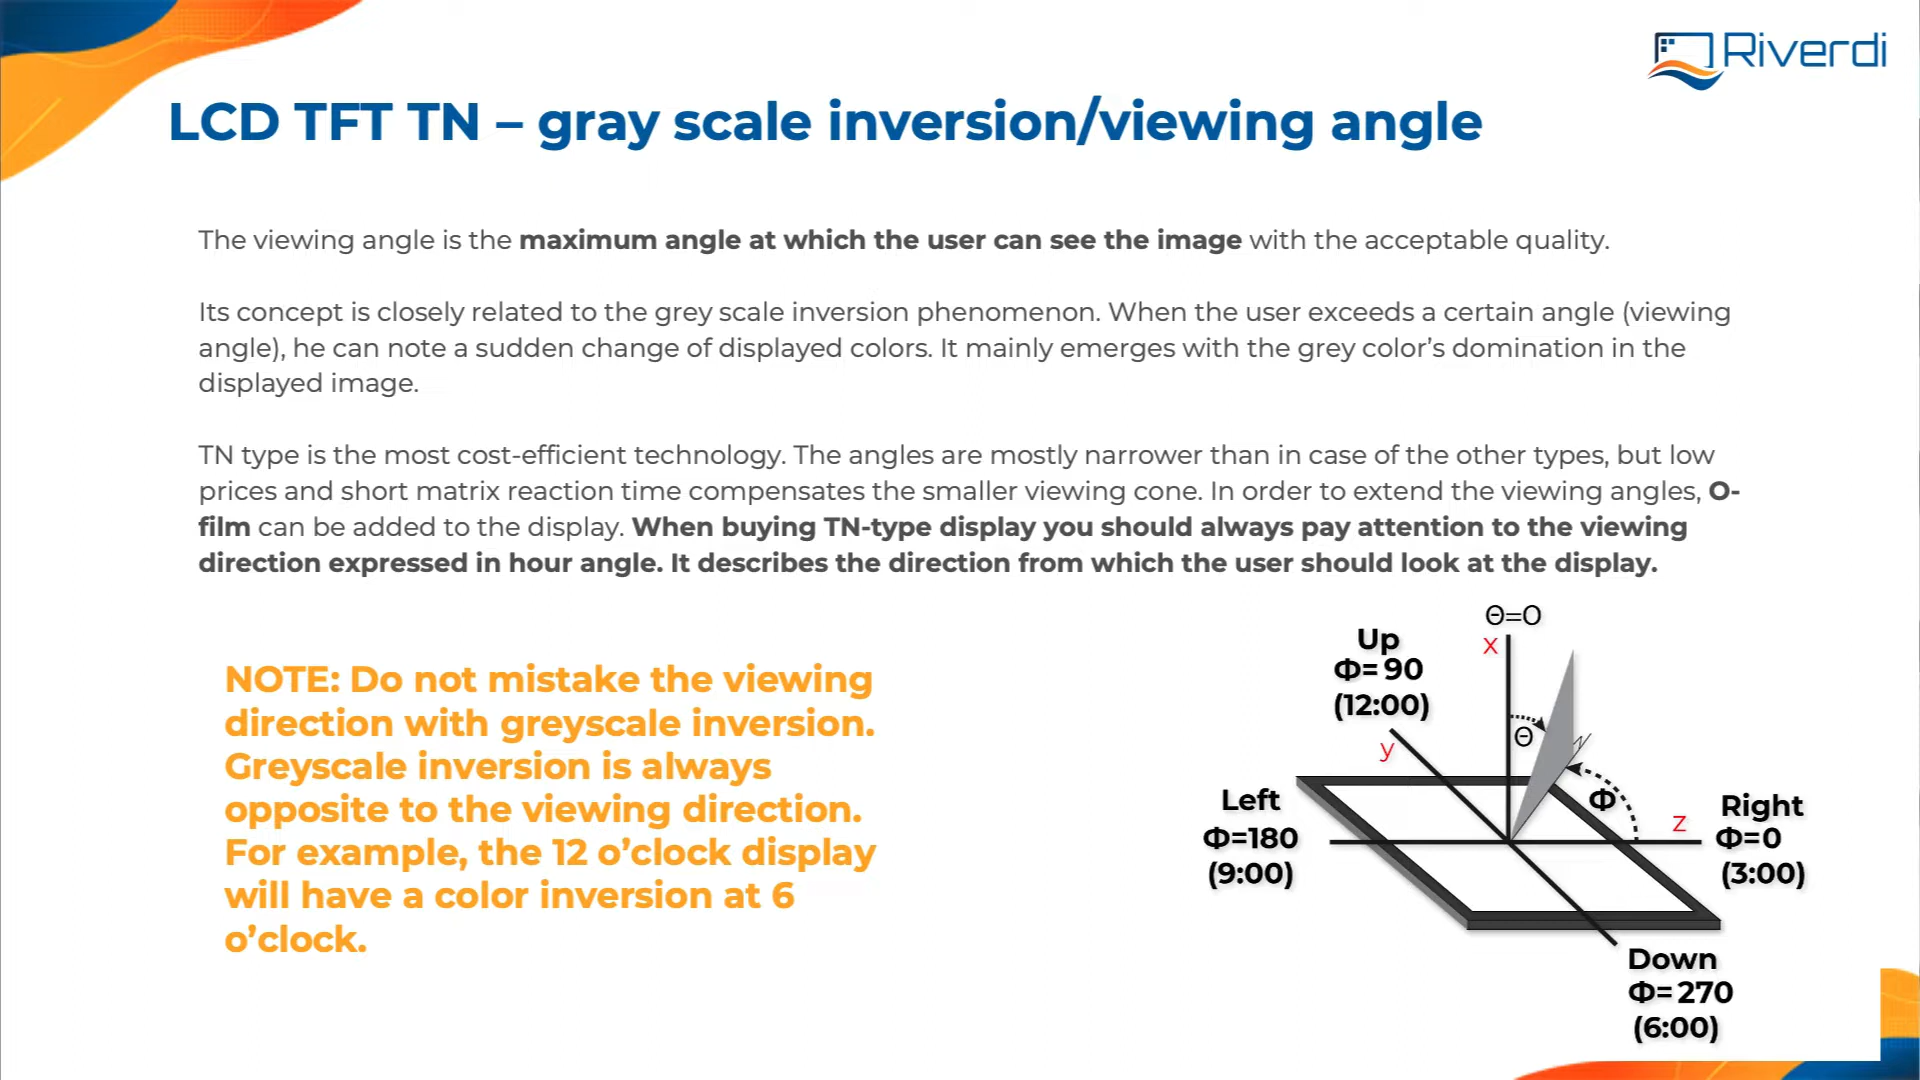 Riverdi
LCD TFT TN – gray scale inversion/viewing angle
The viewing angle is the maximum angle at which the user can see the image with the acceptable quality.
Its concept is closely related to the grey scale inversion phenomenon. When the user exceeds a certain angle (viewing
angle), he can note a sudden change of displayed colors. It mainly emerges with the grey color’s domination in the
displayed image.
TN type is the most cost-efficient technology. The angles are mostly narrower than in case of the other types, but low
prices and short matrix reaction time compensates the smaller viewing cone. In order to extend the viewing angles, O-
film can be added to the display. When buying TN-type display you should always pay attention to the viewing
direction expressed in hour angle. It describes the direction from which the user should look at the display.
NOTE: Do not mistake the viewing
direction with greyscale inversion.
Greyscale inversion is always
opposite to the viewing direction.
For example, the 12 o’clock display
will have a color inversion at 6
o’clock.
Θ=O
x
Up
Φ= 90
(12:00)
y
Θ
Φ
Left
Φ=180
(9:00)
z
Right
Φ=0
(3:00)
Down
Φ= 270
(6:00)